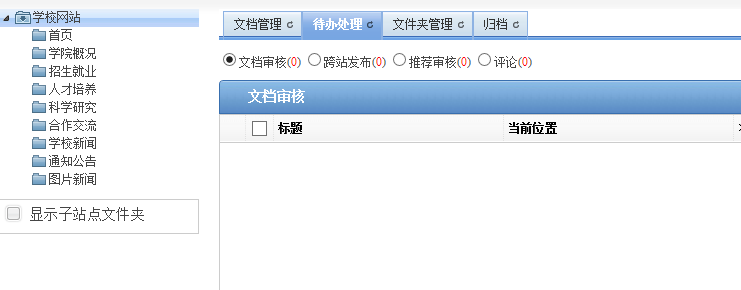 学校网站
首页
学院概况
招生就业
人才培养
科学研究
合作交流
学校新闻
通知公告
图片新闻
显示子站点文件夹
文档管理 待办处理 文件夹管理 归档
文档审核(0) 跨站发布(0) 推荐审核(0) 评论(0)
文档审核
标题 当前位置